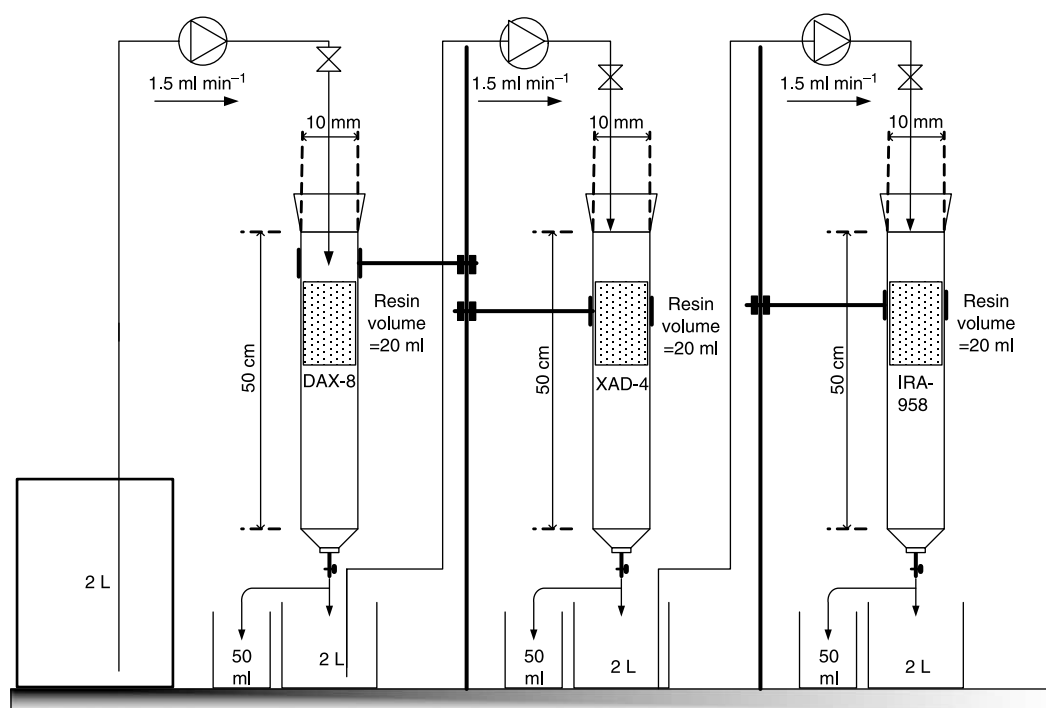 1.5 ml min⁻¹
1.5 ml min⁻¹
1.5 ml min⁻¹
10 mm
10 mm
10 mm
50 cm
Resin
volume
=20 ml
DAX-8
50 cm
Resin
volume
=20 ml
XAD-4
50 cm
Resin
volume
=20 ml
IRA-
958
2 L
50
ml
2 L
50
ml
2 L
50
ml
2 L